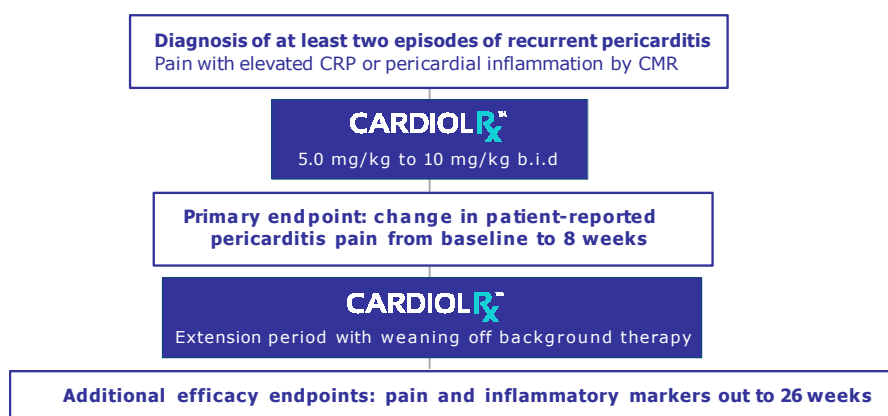 Diagnosis of at least two episodes of recurrent pericarditis
Pain with elevated CRP or pericardial inflammation by CMR
CARDIOLRx™
5.0 mg/kg to 10 mg/kg b.i.d
Primary endpoint: change in patient-reported
pericarditis pain from baseline to 8 weeks
CARDIOLRx™
Extension period with weaning off background therapy
Additional efficacy endpoints: pain and inflammatory markers out to 26 weeks